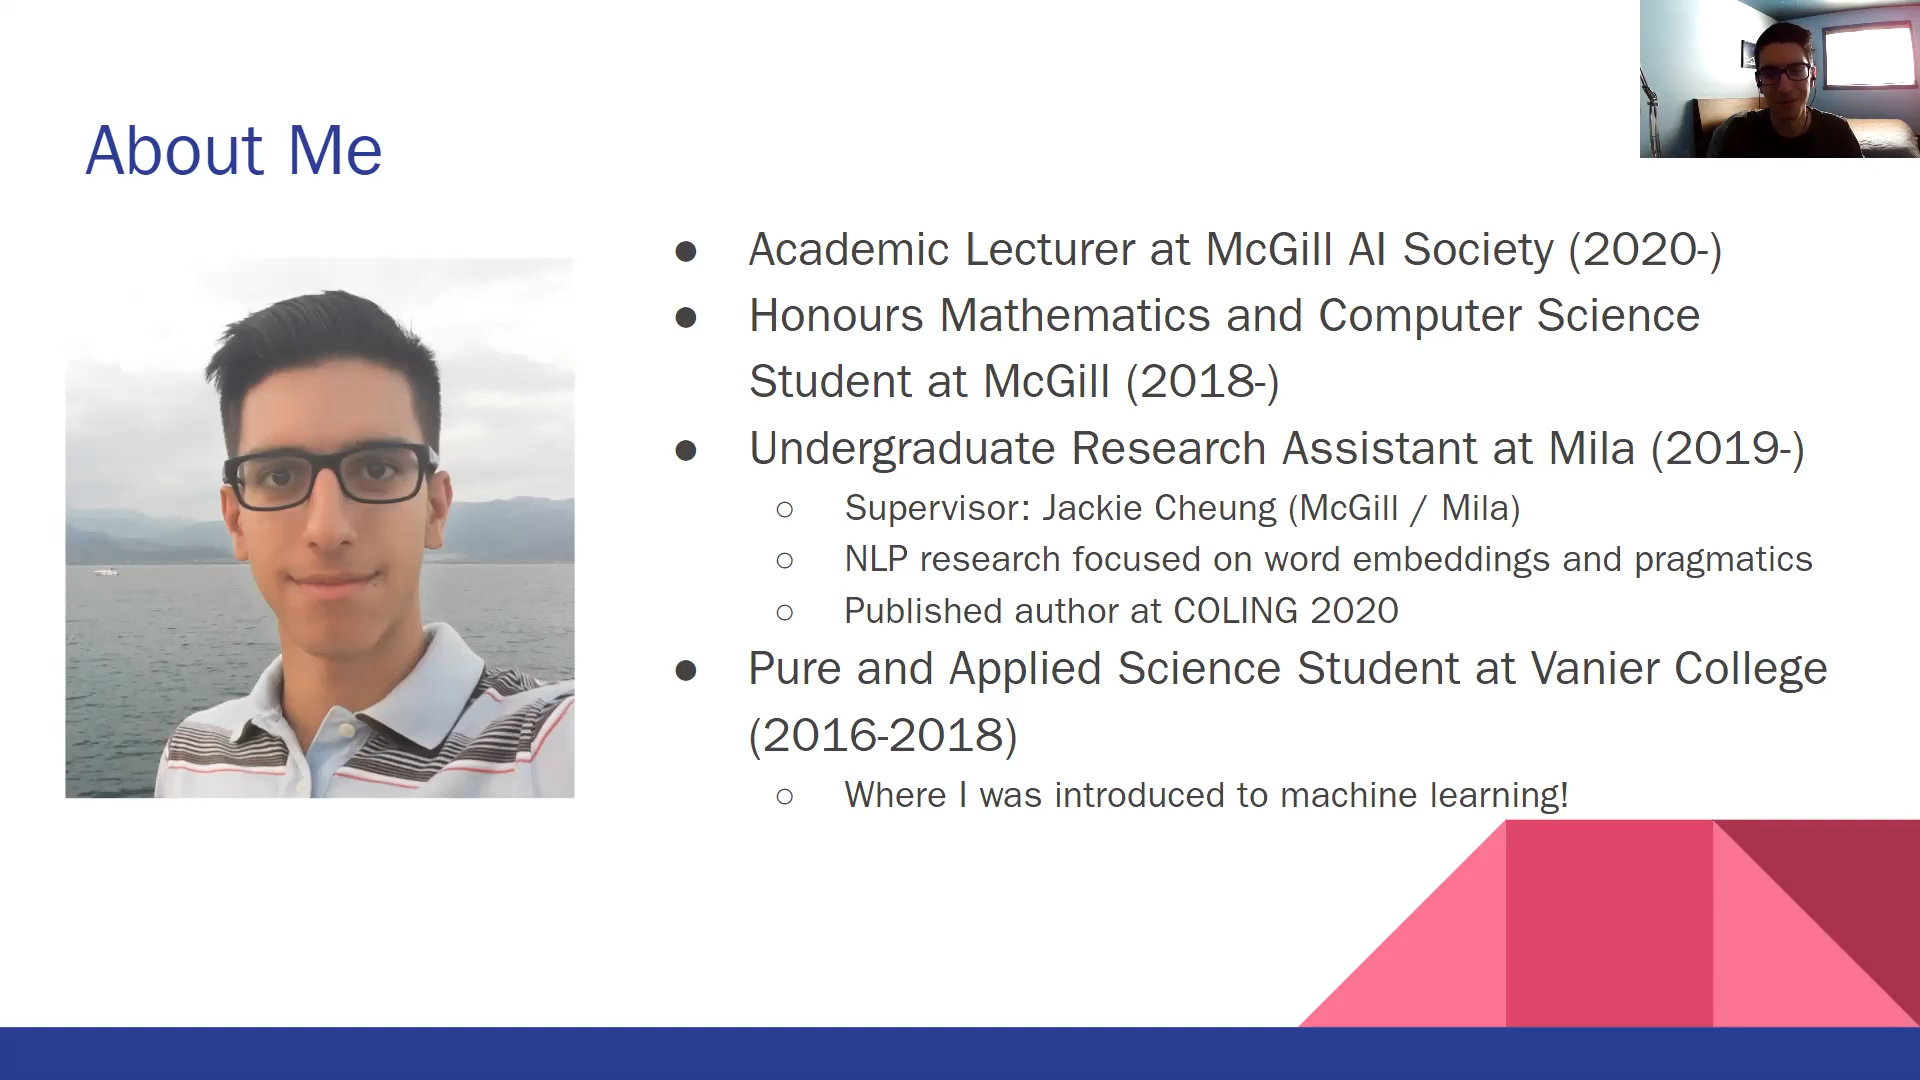 About Me
● Academic Lecturer at McGill AI Society (2020-)
● Honours Mathematics and Computer Science
Student at McGill (2018-)
● Undergraduate Research Assistant at Mila (2019-)
○ Supervisor: Jackie Cheung (McGill / Mila)
○ NLP research focused on word embeddings and pragmatics
○ Published author at COLING 2020
● Pure and Applied Science Student at Vanier College
(2016-2018)
○ Where I was introduced to machine learning!